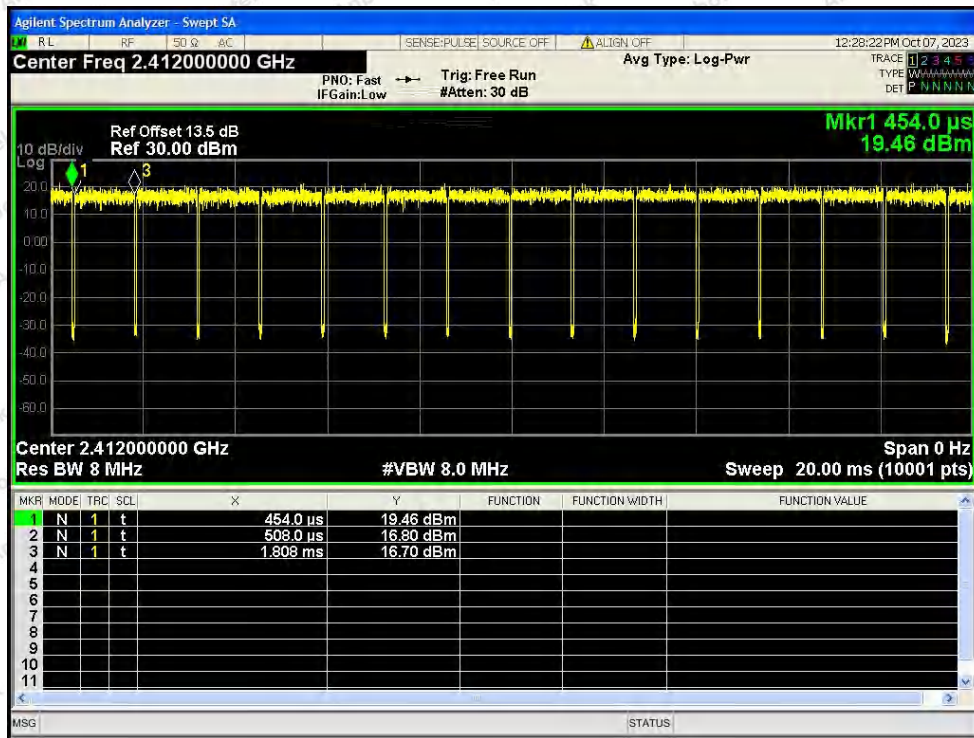 Agilent Spectrum Analyzer - Swept SA
RL RF 50 Ω AC SENSE:PULSE SOURCE OFF ALIGN OFF 12:28:22 PM Oct 07, 2023
Center Freq 2.412000000 GHz Avg Type: Log-Pwr TRACE 1 2 3 4 5 6
PNO: Fast Trig: Free Run TYPE
IFGain:Low #Atten: 30 dB DET P N N N N N
Mkr1 454.0 µs
19.46 dBm
Ref Offset 13.5 dB
10 dB/div Ref 30.00 dBm
Log
1 3
20.0
10.0
0.00
-10.0
-20.0
-30.0
-40.0
-50.0
-60.0
Center 2.412000000 GHz Span 0 Hz
Res BW 8 MHz #VBW 8.0 MHz Sweep 20.00 ms (10001 pts)
MKR MODE TRC SCL X Y FUNCTION FUNCTION WIDTH FUNCTION VALUE
1 N 1 t 454.0 µs 19.46 dBm
2 N 1 t 508.0 µs 16.80 dBm
3 N 1 t 1.808 ms 16.70 dBm
4
5
6
7
8
9
10
11
MSG STATUS